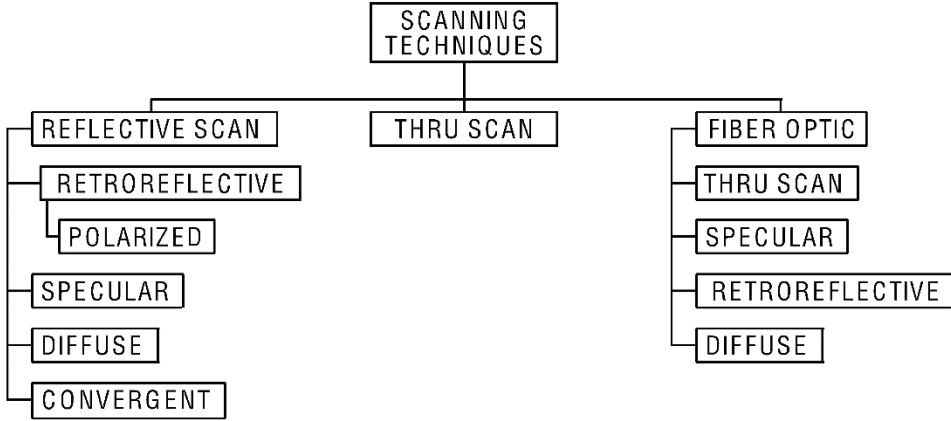 SCANNING
TECHNIQUES
REFLECTIVE SCAN
THRU SCAN
FIBER OPTIC
RETROREFLECTIVE
THRU SCAN
POLARIZED
SPECULAR
SPECULAR
RETROREFLECTIVE
DIFFUSE
DIFFUSE
CONVERGENT